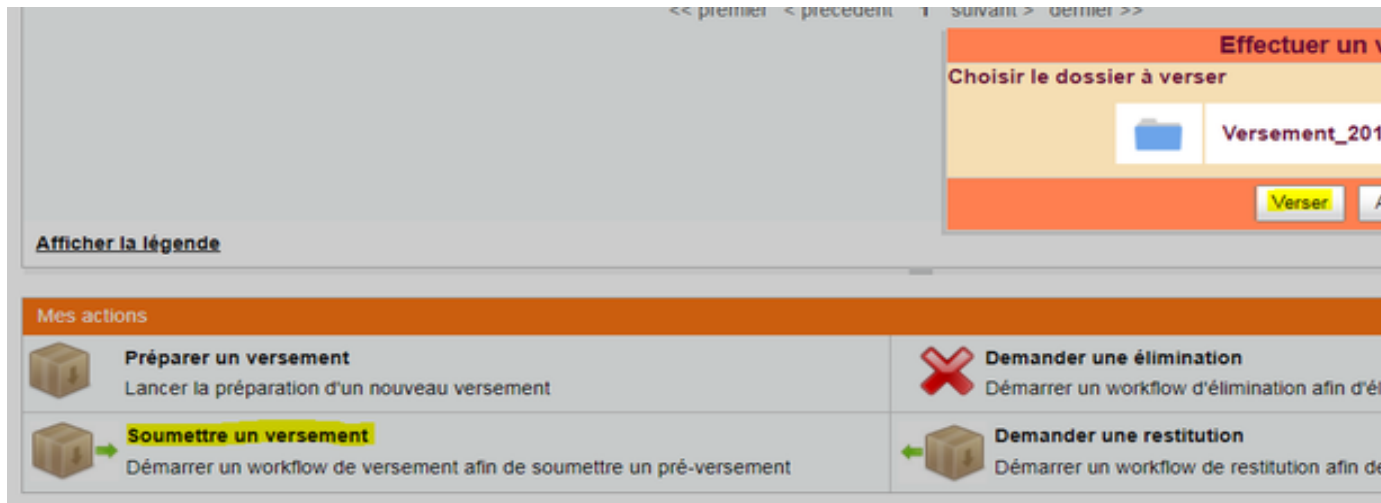 << premier < précédent 1 suivant > dernier >>
Effectuer un
Choisir le dossier à verser
Versement_201
Verser
Afficher la légende
Mes actions
Préparer un versement
Lancer la préparation d'un nouveau versement
Demander une élimination
Démarrer un workflow d'élimination afin d'él
Soumettre un versement
Démarrer un workflow de versement afin de soumettre un pré-versement
Demander une restitution
Démarrer un workflow de restitution afin de